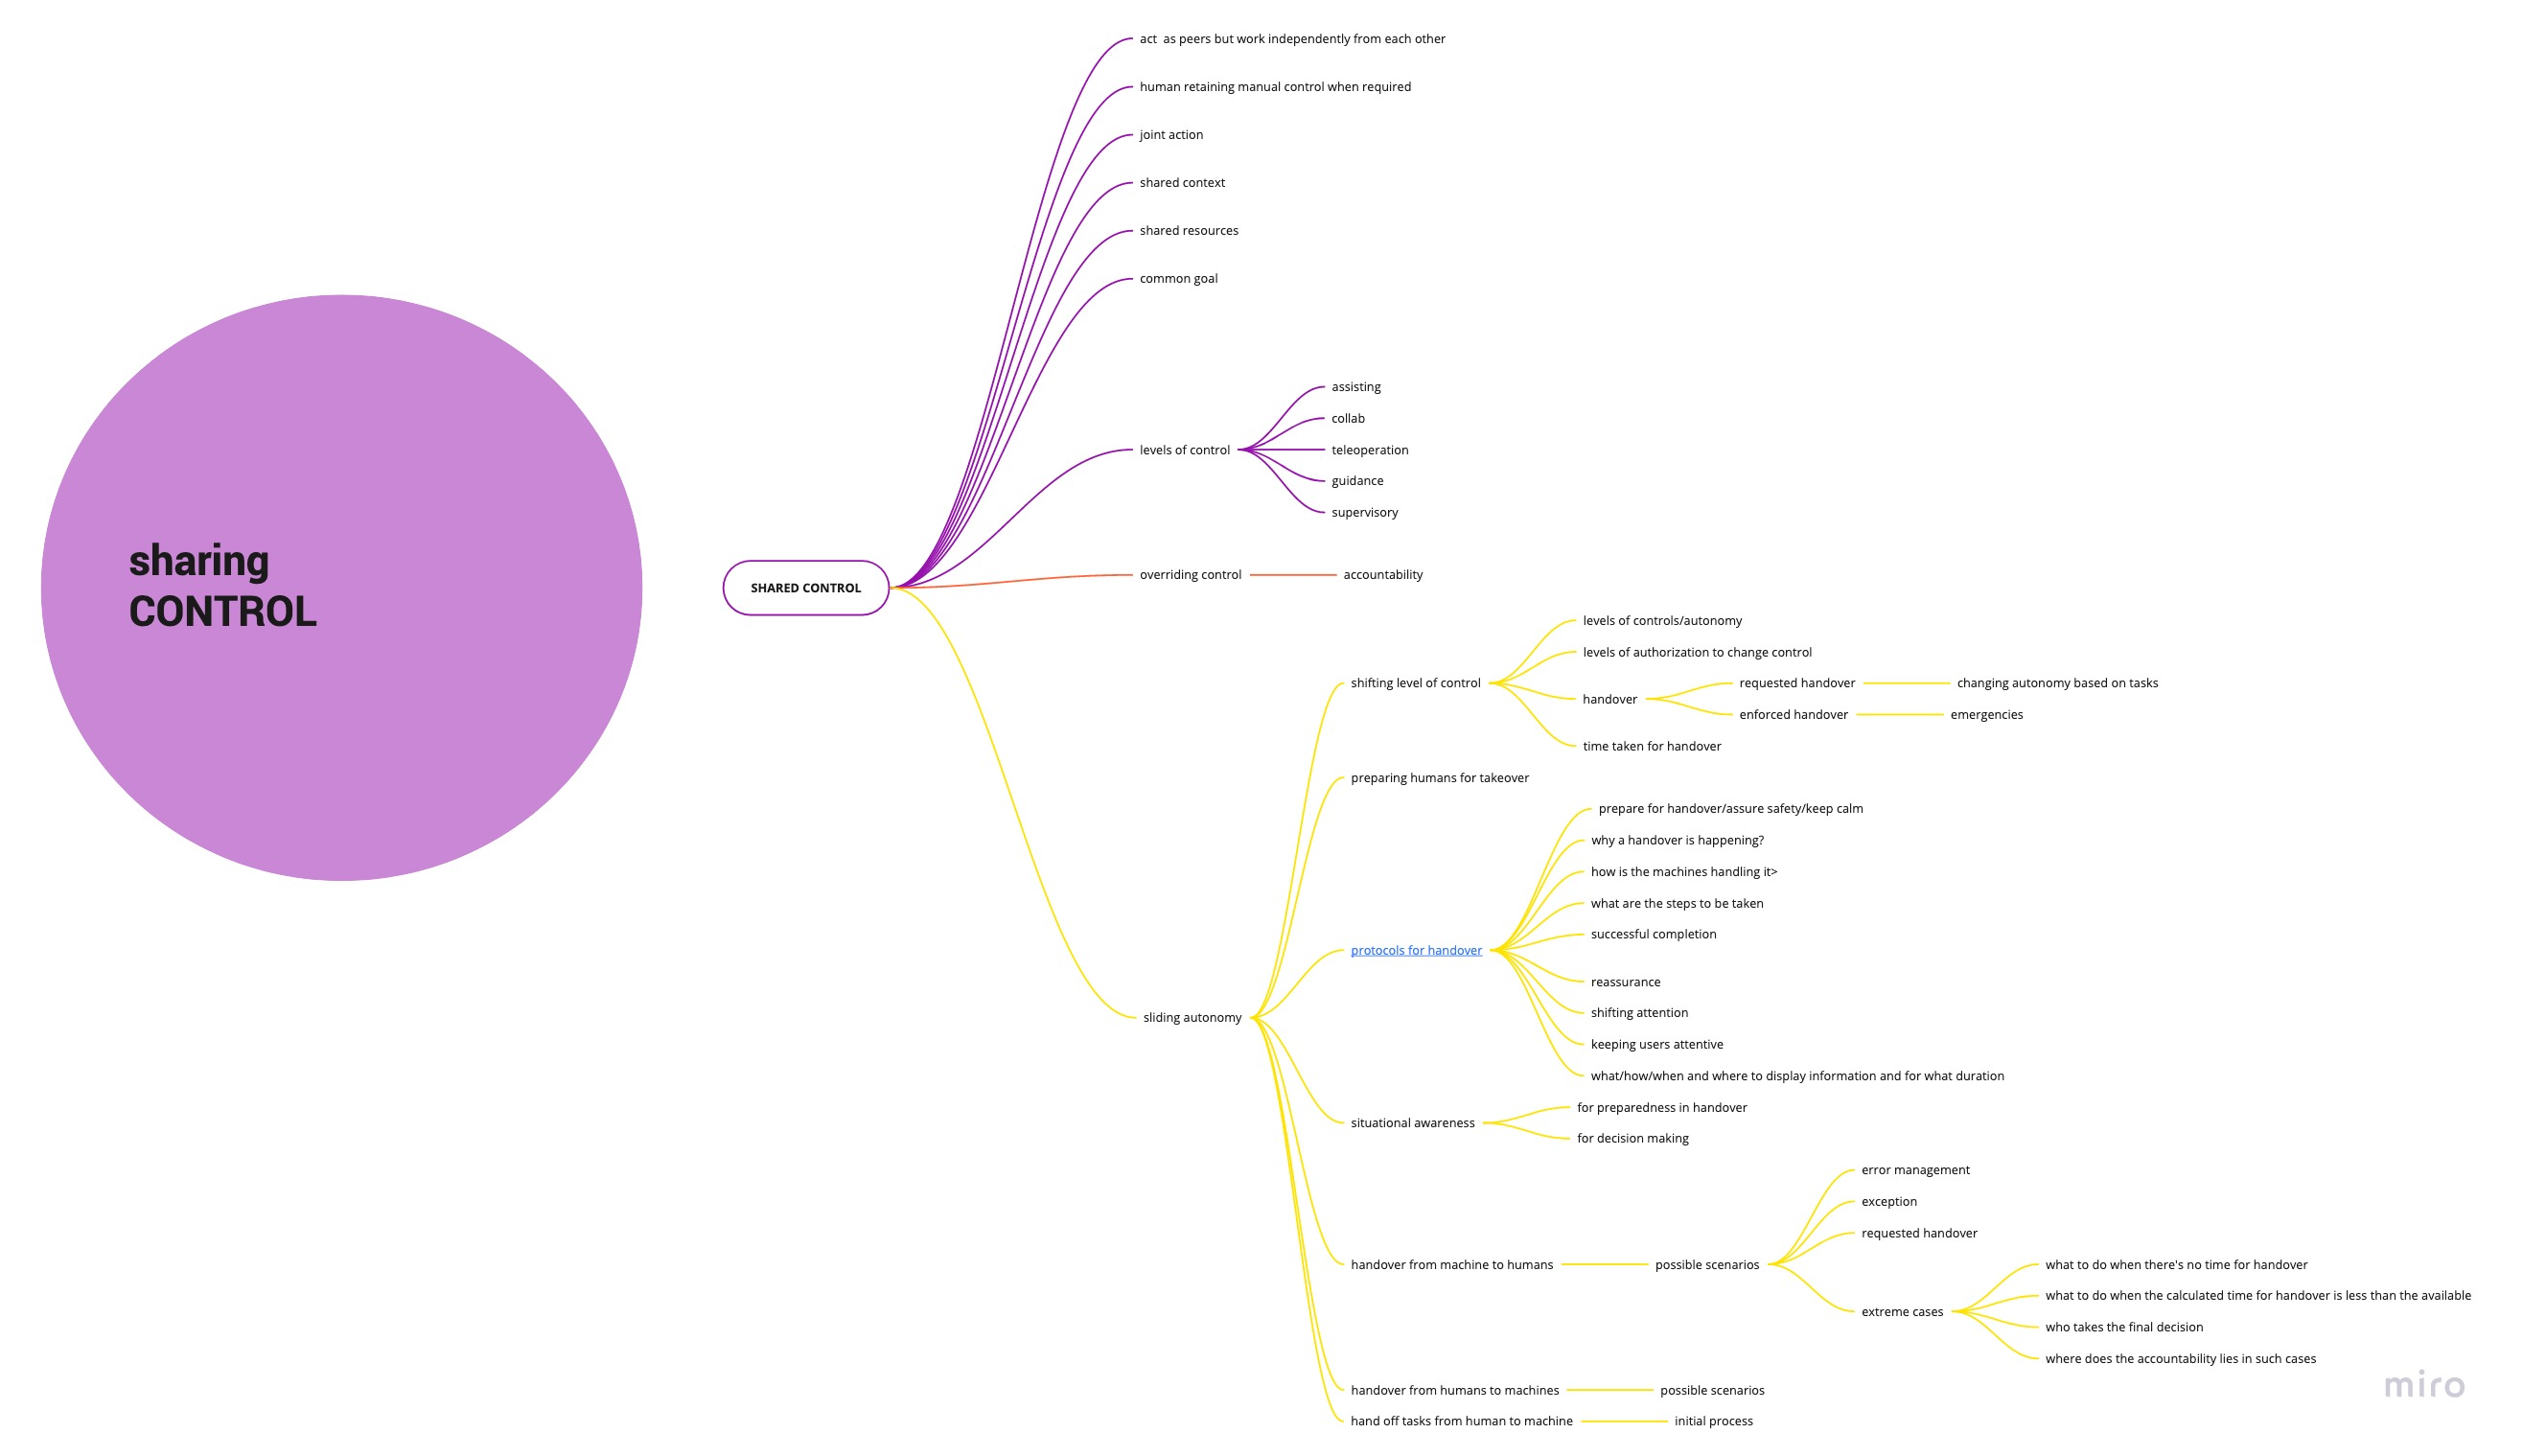 sharing
CONTROL
SHARED CONTROL
act  as peers but work independently from each other
human retaining manual control when required
joint action
shared context
shared resources
common goal
levels of control
assisting
collab
teleoperation
guidance
supervisory
overriding control
accountability
sliding autonomy
shifting level of control
levels of controls/autonomy
levels of authorization to change control
handover
requested handover
changing autonomy based on tasks
enforced handover
emergencies
time taken for handover
preparing humans for takeover
protocols for handover
prepare for handover/assure safety/keep calm
why a handover is happening?
how is the machines handling it>
what are the steps to be taken
successful completion
reassurance
shifting attention
keeping users attentive
what/how/when and where to display information and for what duration
situational awareness
for preparedness in handover
for decision making
handover from machine to humans
possible scenarios
error management
exception
requested handover
extreme cases
what to do when there's no time for handover
what to do when the calculated time for handover is less than the available
who takes the final decision
where does the accountability lies in such cases
handover from humans to machines
possible scenarios
hand off tasks from human to machine
initial process
miro